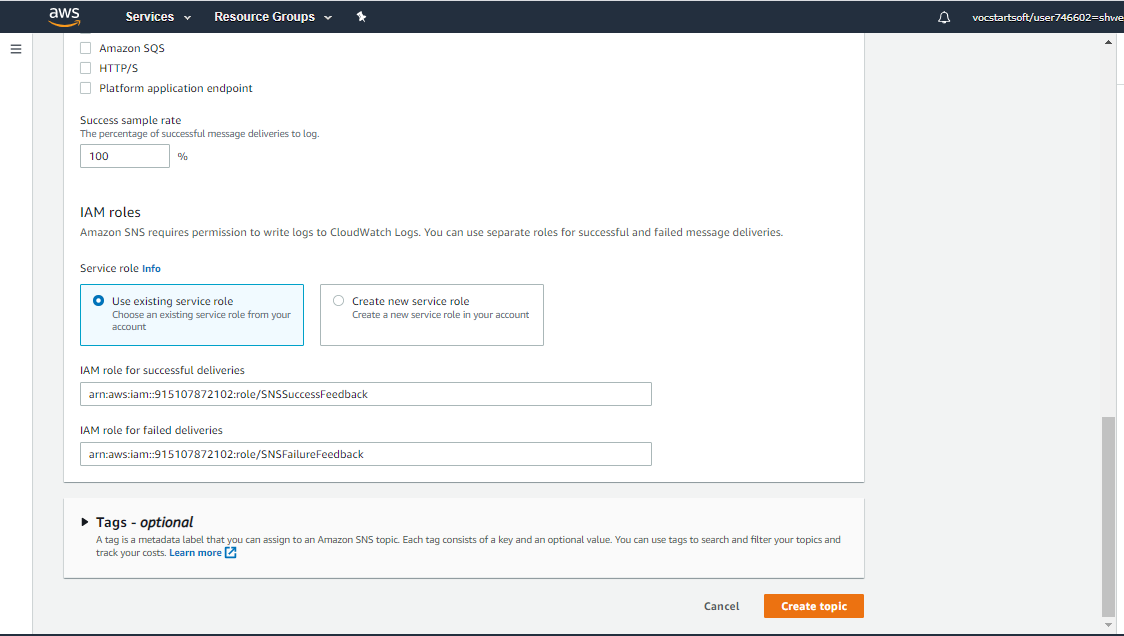 aws Services Resource Groups vocstartsoft/user746602=shwe
Amazon SQS
HTTP/S
Platform application endpoint
Success sample rate
The percentage of successful message deliveries to log.
100 %
IAM roles
Amazon SNS requires permission to write logs to CloudWatch Logs. You can use separate roles for successful and failed message deliveries.
Service role Info
Use existing service role
Choose an existing service role from your
account
Create new service role
Create a new service role in your account
IAM role for successful deliveries
arn:aws:iam::915107872102:role/SNSSuccessFeedback
IAM role for failed deliveries
arn:aws:iam::915107872102:role/SNSFailureFeedback
Tags - optional
A tag is a metadata label that you can assign to an Amazon SNS topic. Each tag consists of a key and an optional value. You can use tags to search and filter your topics and
track your costs. Learn more
Cancel Create topic